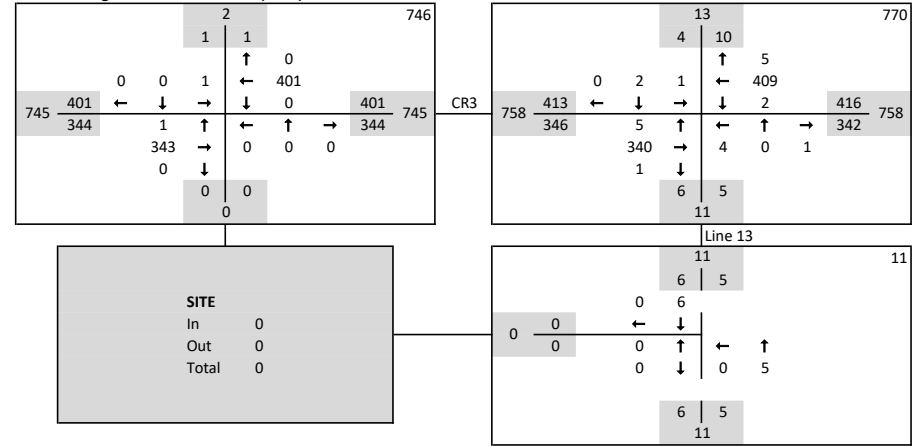 2 746 13 770
1 1 4 10
↑ 0 ↑ 5
0 0 1 ← 401 0 2 1 ← 409
745 401 ← ↓ → ↓ 0 401 745 CR3 758 413 ← ↓ → ↓ 2 416 758
344 1 ↑ ← ↑ → 344 346 5 ↑ ← ↑ → 342
343 → 0 0 0 340 → 4 0 1
0 ↓ 1 ↓
0 0 6 5
0 11
Line 13
11 11
6 5
SITE 0 6
In 0 0 0 ← ↓
Out 0 0 0 ↑ ← ↑
Total 0 0 ↓ 0 5
6 5
11